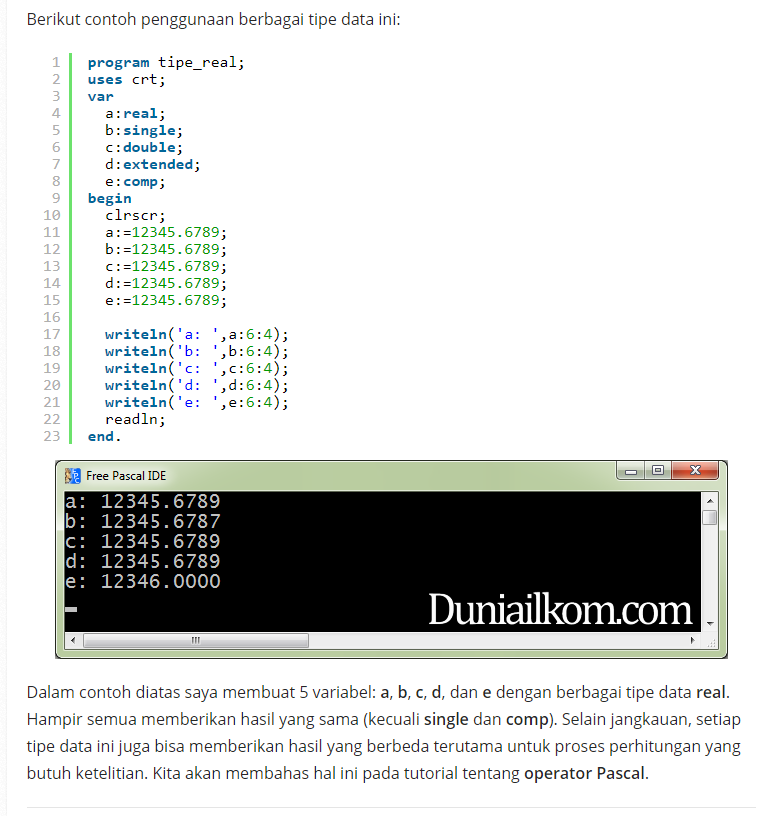 Berikut contoh penggunaan berbagai tipe data ini:
1 program tipe_real;
2 uses crt;
3 var
4   a:real;
5   b:single;
6   c:double;
7   d:extended;
8   e:comp;
9 begin
10   clrscr;
11   a:=12345.6789;
12   b:=12345.6789;
13   c:=12345.6789;
14   d:=12345.6789;
15   e:=12345.6789;
16
17   writeln('a: ',a:6:4);
18   writeln('b: ',b:6:4);
19   writeln('c: ',c:6:4);
20   writeln('d: ',d:6:4);
21   writeln('e: ',e:6:4);
22   readln;
23 end.
Free Pascal IDE
a: 12345.6789
b: 12345.6787
c: 12345.6789
d: 12345.6789
e: 12346.0000
Duniailkom.com
Dalam contoh diatas saya membuat 5 variabel: a, b, c, d, dan e dengan berbagai tipe data real.
Hampir semua memberikan hasil yang sama (kecuali single dan comp). Selain jangkauan, setiap
tipe data ini juga bisa memberikan hasil yang berbeda terutama untuk proses perhitungan yang
butuh ketelitian. Kita akan membahas hal ini pada tutorial tentang operator Pascal.